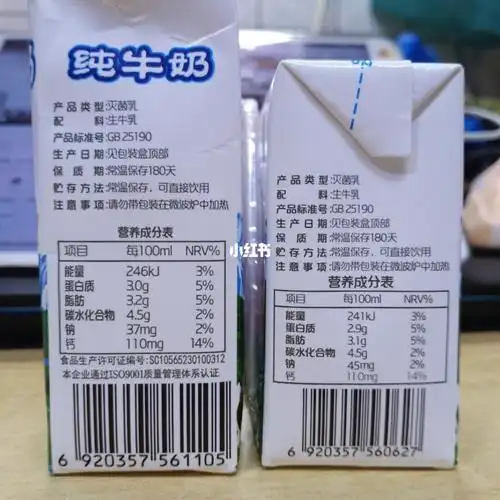 纯牛奶
产品类型:灭菌乳
配 料:生牛乳
产品标准号:GB 25190
生产日期:见包装盒顶部
保 质 期:常温保存180天
贮存方法:常温保存，可直接饮用
注意事项:请勿带包装在微波炉中加热
营养成分表
项目 每100ml NRV%
能量 246kJ 3%
蛋白质 3.0g 5%
脂肪 3.2g 5%
碳水化合物 4.5g 2%
钠 37mg 2%
钙 110mg 14%
食品生产许可证编号:SC10565230100312
本企业通过ISO9001质量管理体系认证
6 920357 561105
小红书
产品类型:灭菌乳
配 料:生牛乳
产品标准号:GB 25190
生产日期:见包装盒顶部
保 质 期:常温保存180天
贮存方法:常温保存，可直接饮用
注意事项:请勿带包装在微波炉中加热
营养成分表
项目 每100ml NRV%
能量 241kJ 3%
蛋白质 2.9g 5%
脂肪 3.1g 5%
碳水化合物 4.5g 2%
钠 45mg 2%
钙 110mg 14%
6 920357 560627